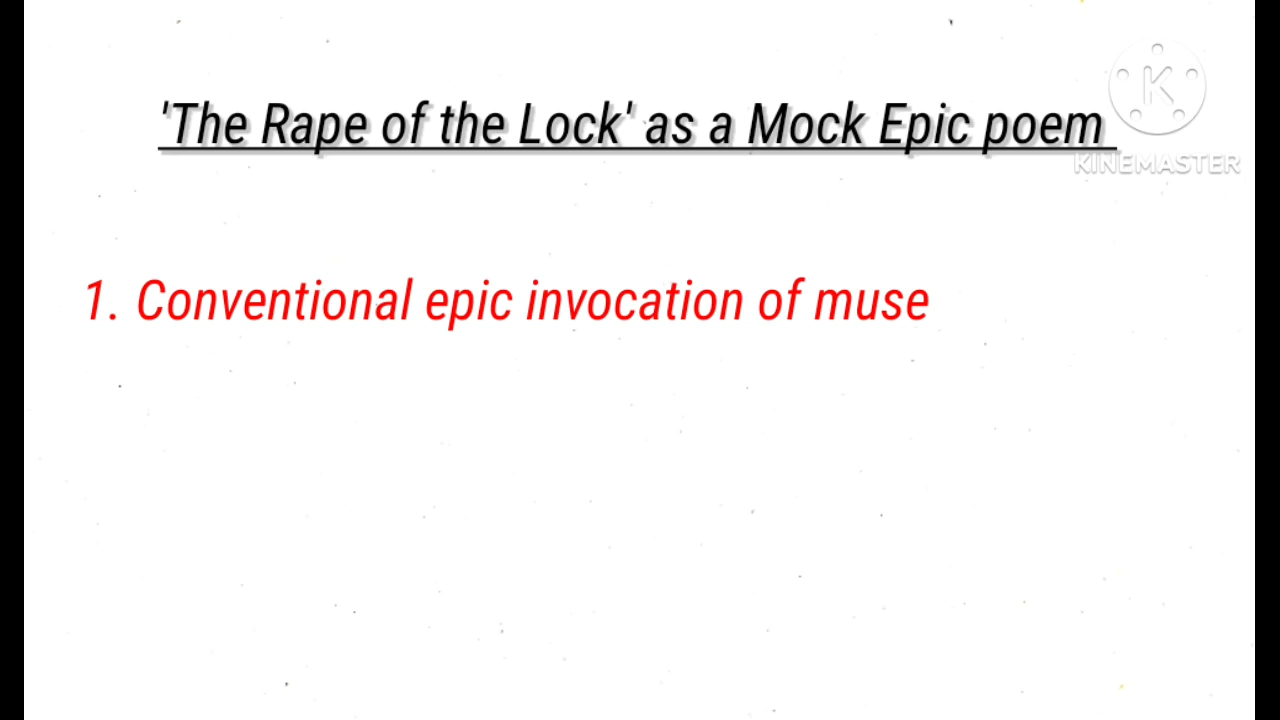 'The Rape of the Lock' as a Mock Epic poem
K
KINEMASTER
1. Conventional epic invocation of muse